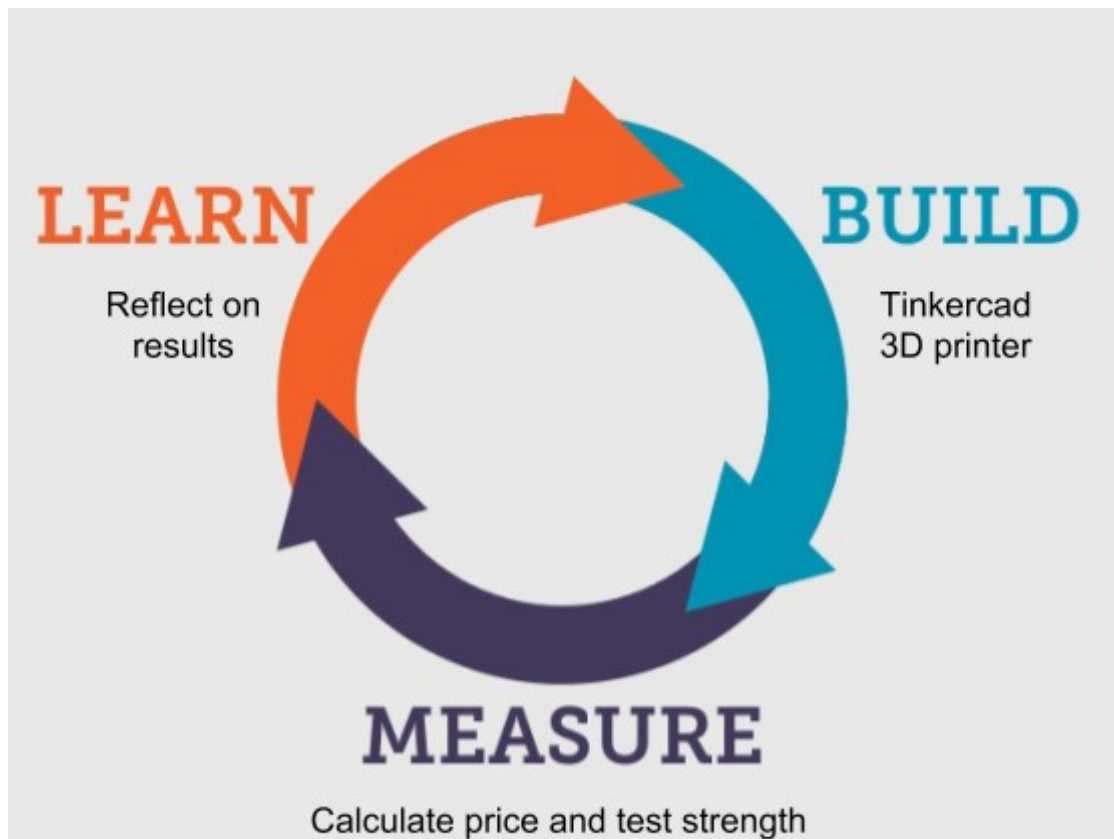 LEARN
Reflect on
results
BUILD
Tinkercad
3D printer
MEASURE
Calculate price and test strength